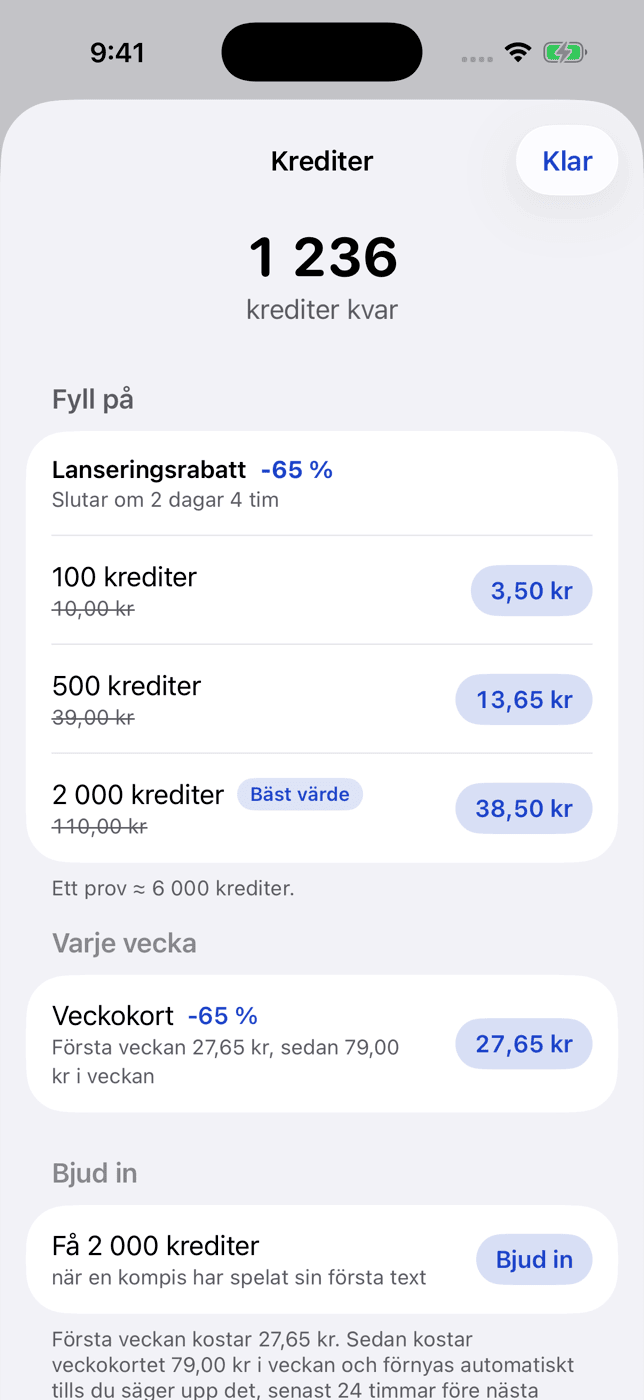 9:41
Krediter
Klar
1 236
krediter kvar
Fyll på
Lanseringsrabatt -65 %
Slutar om 2 dagar 4 tim
100 krediter
10,00 kr
3,50 kr
500 krediter
39,00 kr
13,65 kr
2 000 krediter Bäst värde
110,00 kr
38,50 kr
Ett prov ≈ 6 000 krediter.
Varje vecka
Veckokort -65 %
Första veckan 27,65 kr, sedan 79,00
kr i veckan
27,65 kr
Bjud in
Få 2 000 krediter
när en kompis har spelat sin första text
Bjud in
Första veckan kostar 27,65 kr. Sedan kostar
veckokortet 79,00 kr i veckan och förnyas automatiskt
tills du säger upp det, senast 24 timmar före nästa